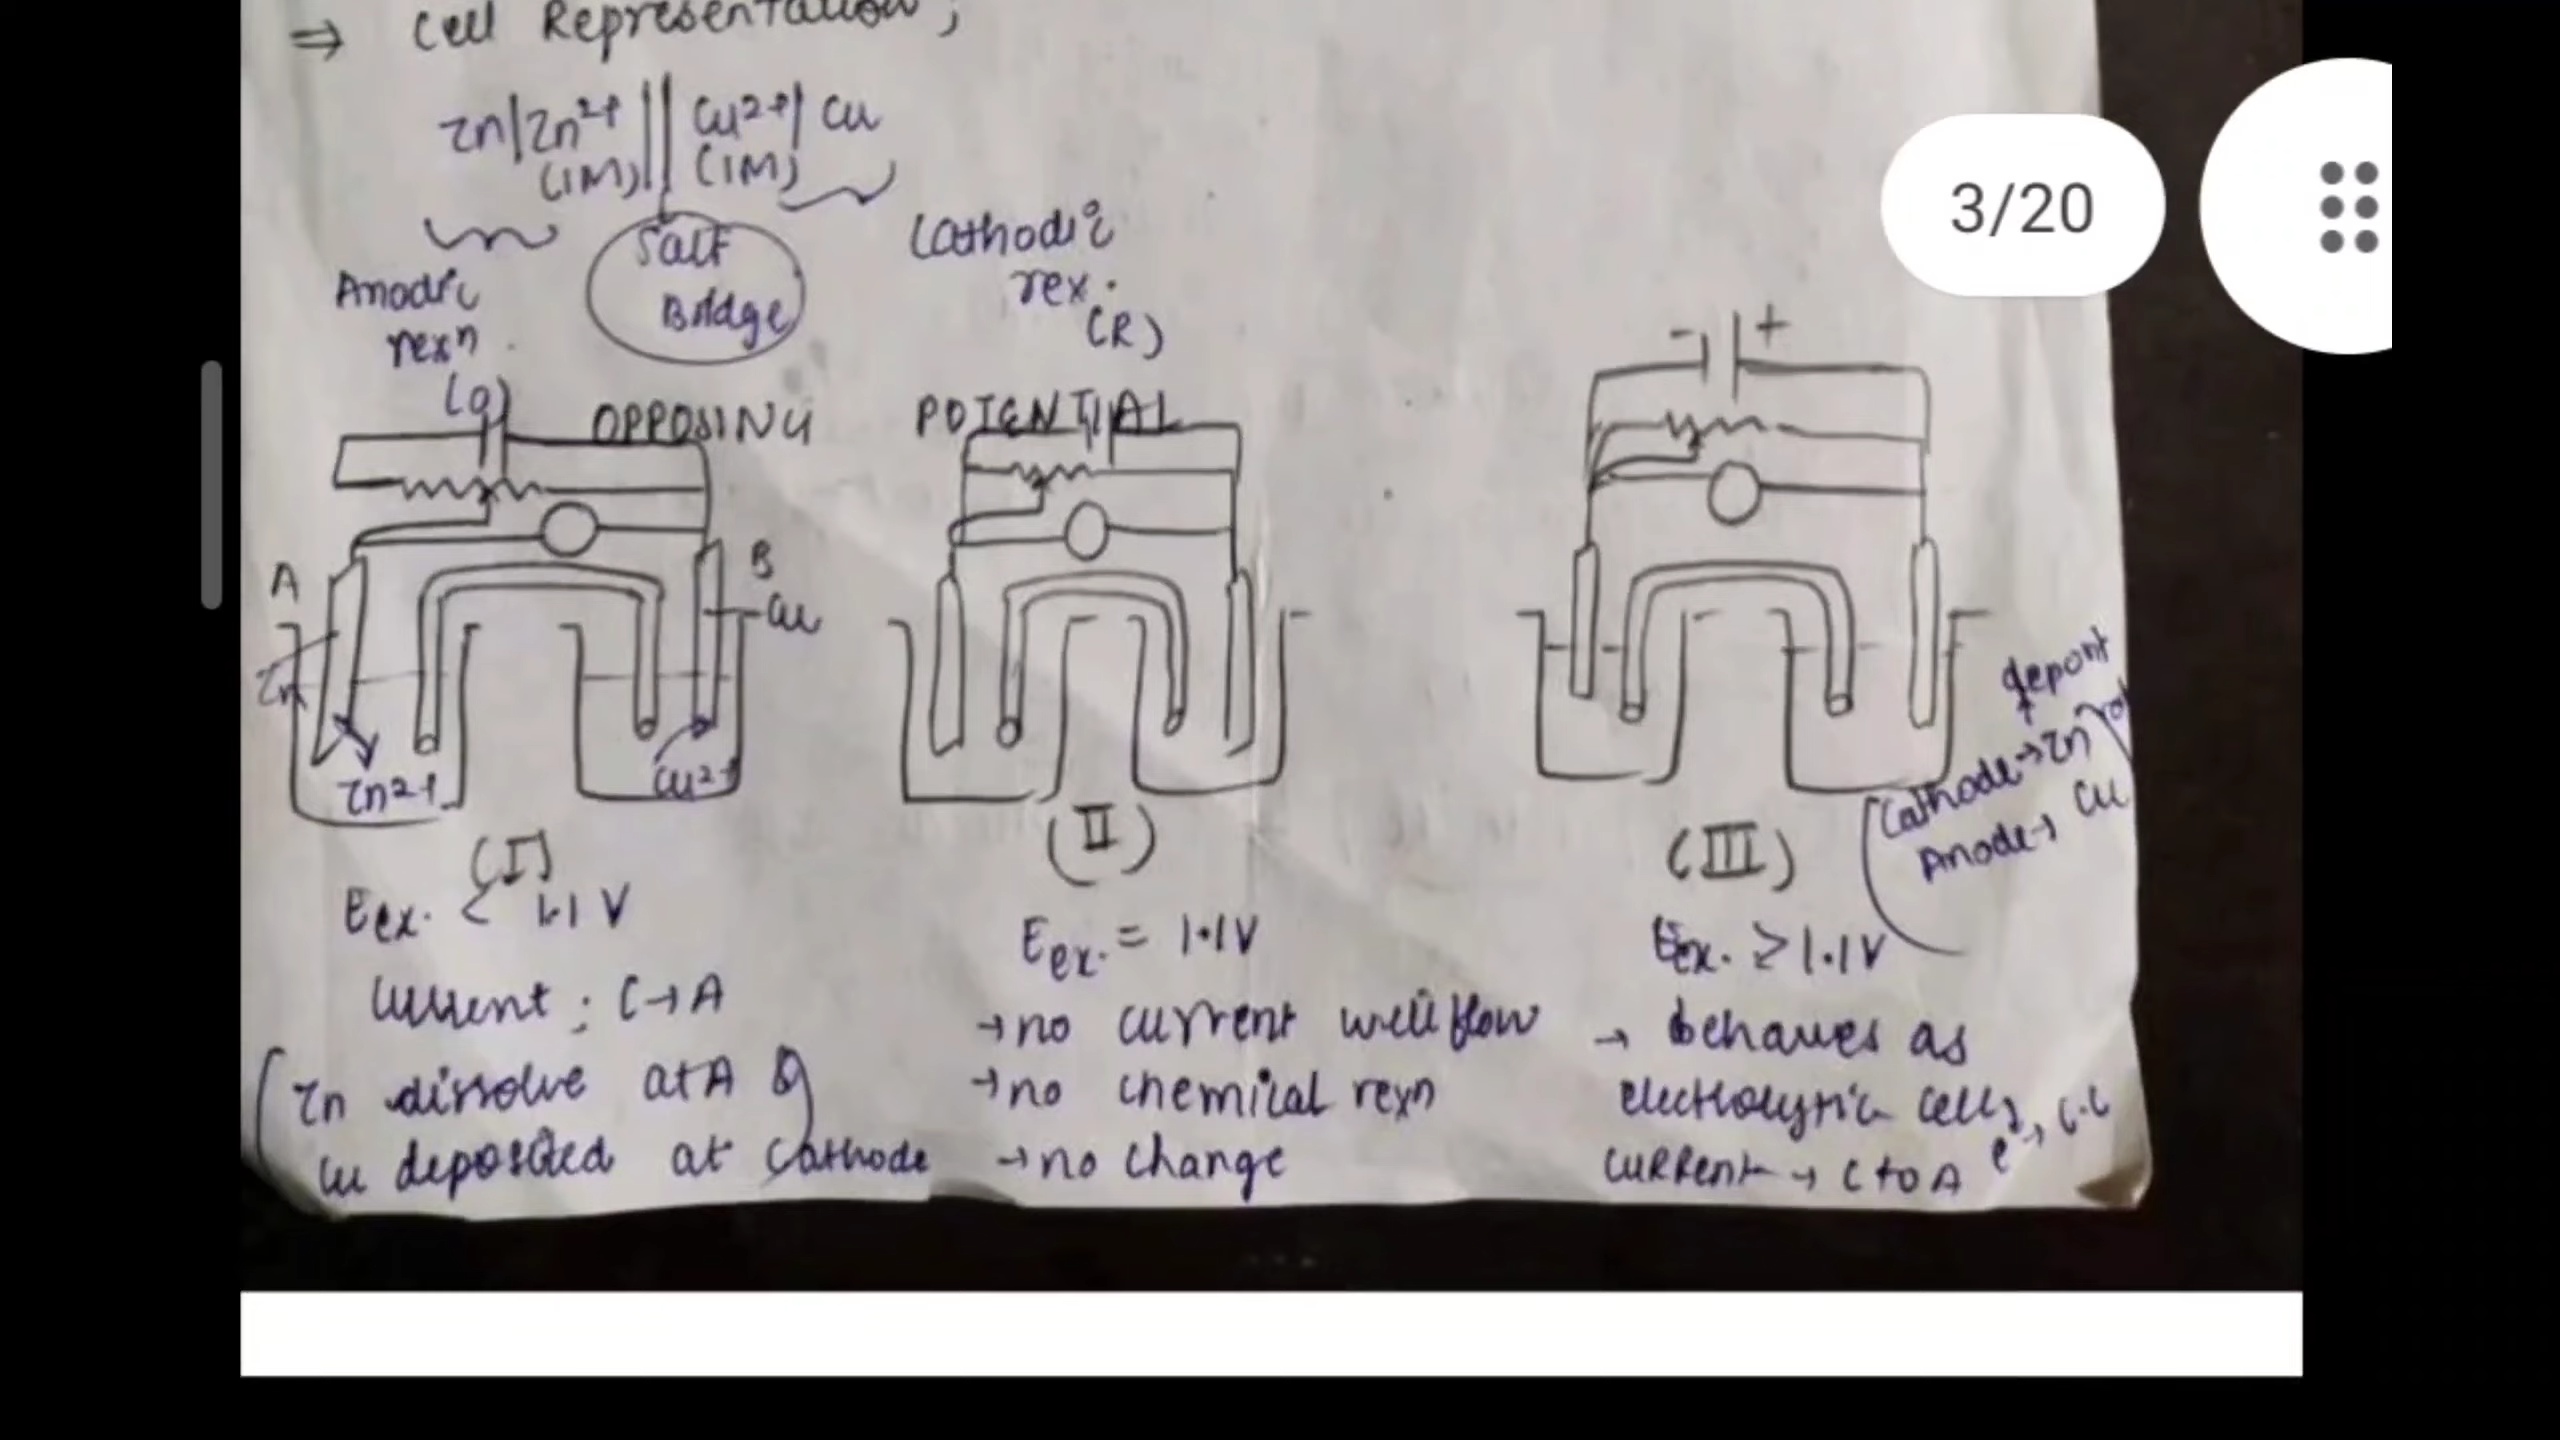 ⇒ Cell Representation;
Zn|Zn²⁺ || Cu²⁺| Cu
(1M) (1M)
Salt
Bridge
Anodic
rexn.
(O)
Cathodic
rex.
(R)
OPPOSING POTENTIAL
- +
A
B
Zn
Cu
Zn²⁺
Cu²⁺
(I)
Eex. < 1.1 V
Current : C→A
(Zn dissolve at A &
Cu deposited at Cathode
(II)
Eex. = 1.1V
→no current will flow
→no chemical rexn
→no change
(III)
Eex. ≥ 1.1V
→ behaves as
electrolytic cell,
current → C to A e⁻→
Cathode→Zn
Anode→ Cu
3/20